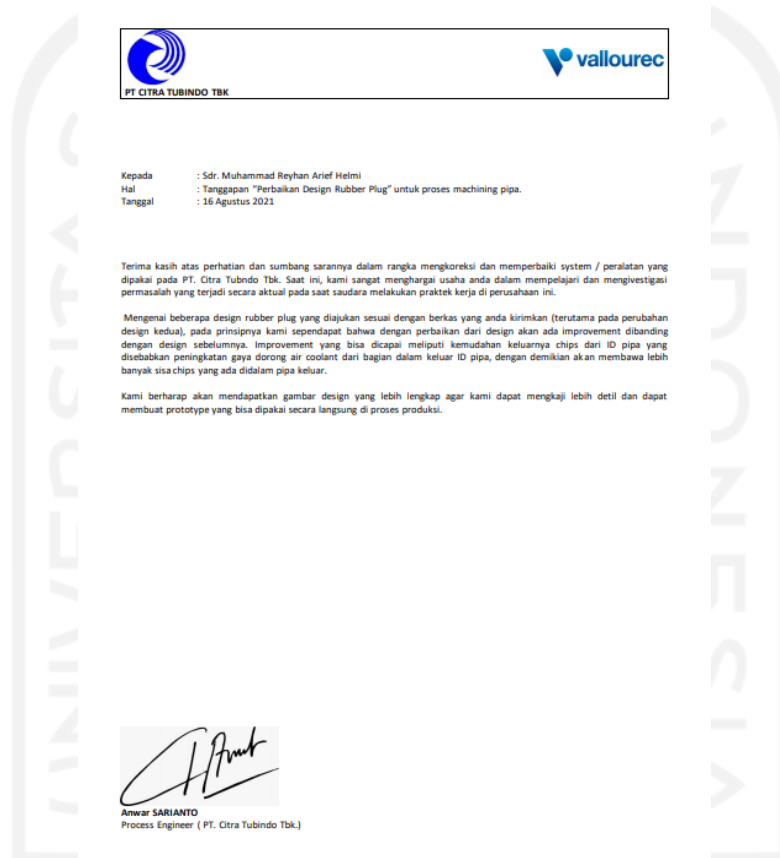 PT CITRA TUBINDO TBK
vallourec
Kepada : Sdr. Muhammad Reyhan Arief Helmi
Hal : Tanggapan "Perbaikan Design Rubber Plug" untuk proses machining pipa.
Tanggal : 16 Agustus 2021
Terima kasih atas perhatian dan sumbang sarannya dalam rangka mengkoreksi dan memperbaiki system / peralatan yang
dipakai pada PT. Citra Tubndo Tbk. Saat ini, kami sangat menghargai usaha anda dalam mempelajari dan mengivestigasi
permasalah yang terjadi secara aktual pada saat saudara melakukan praktek kerja di perusahaan ini.
Mengenai beberapa design rubber plug yang diajukan sesuai dengan berkas yang anda kirimkan (terutama pada perubahan
design kedua), pada prinsipnya kami sependapat bahwa dengan perbaikan dari design akan ada improvement dibanding
dengan design sebelumnya. Improvement yang bisa dicapai meliputi kemudahan keluarnya chips dari ID pipa yang
disebabkan peningkatan gaya dorong air coolant dari bagian dalam keluar ID pipa, dengan demikian akan membawa lebih
banyak sisa chips yang ada didalam pipa keluar.
Kami berharap akan mendapatkan gambar design yang lebih lengkap agar kami dapat mengkaji lebih detil dan dapat
membuat prototype yang bisa dipakai secara langsung di proses produksi.
Anwar SARIANTO
Process Engineer ( PT. Citra Tubindo Tbk.)